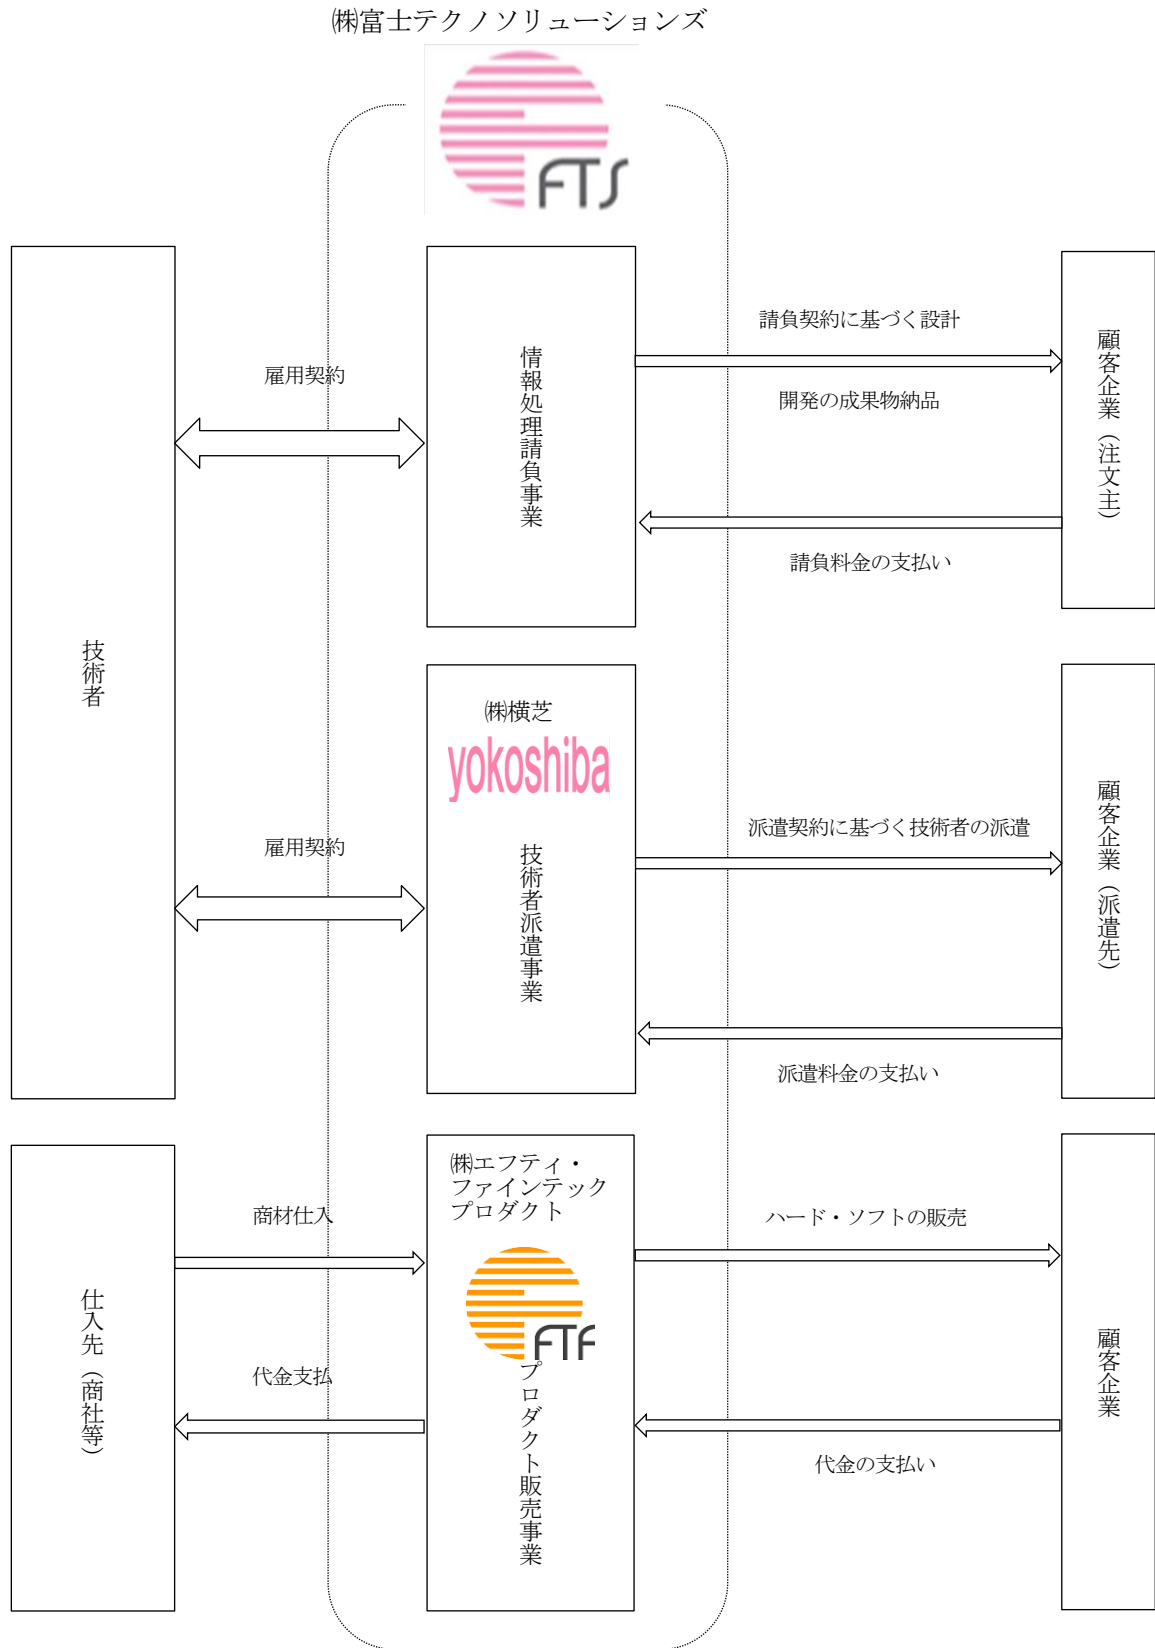 ㈱富士テクノソリューションズ
FTS
技術者
雇用契約
情報処理請負事業
請負契約に基づく設計
開発の成果物納品
請負料金の支払い
顧客企業（注文主）
雇用契約
㈱横芝
yokoshiba
技術者派遣事業
派遣契約に基づく技術者の派遣
派遣料金の支払い
顧客企業（派遣先）
仕入先（商社等）
商材仕入
代金支払
㈱エフティ・
ファインテック
プロダクト
FTF
プロダクト販売事業
ハード・ソフトの販売
代金の支払い
顧客企業